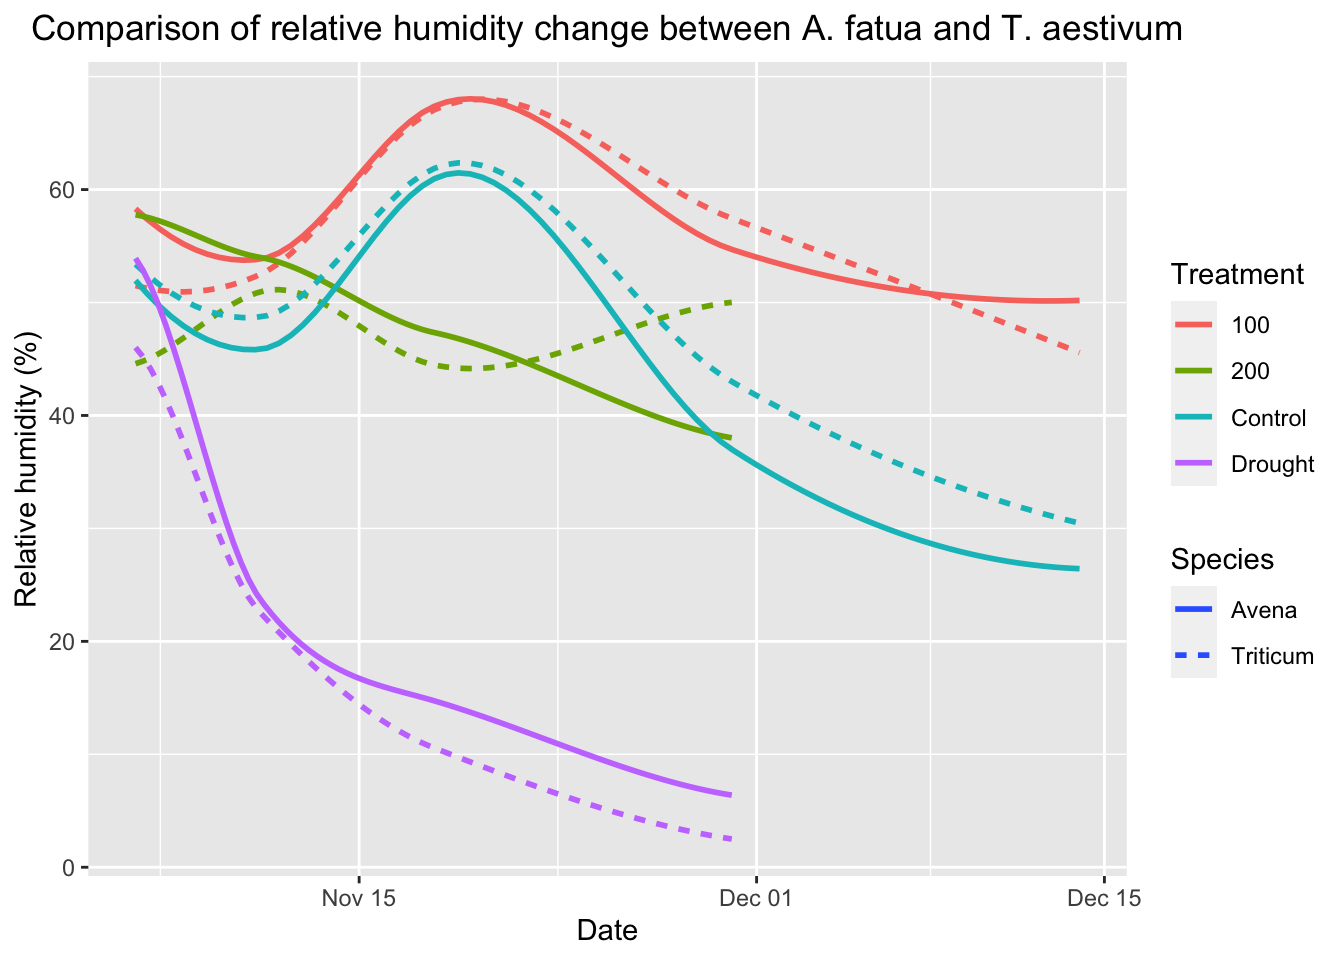 Comparison of relative humidity change between A. fatua and T. aestivum
Relative humidity (%)
60
40
20
0
Nov 15
Dec 01
Dec 15
Date
Treatment
100
200
Control
Drought
Species
Avena
Triticum